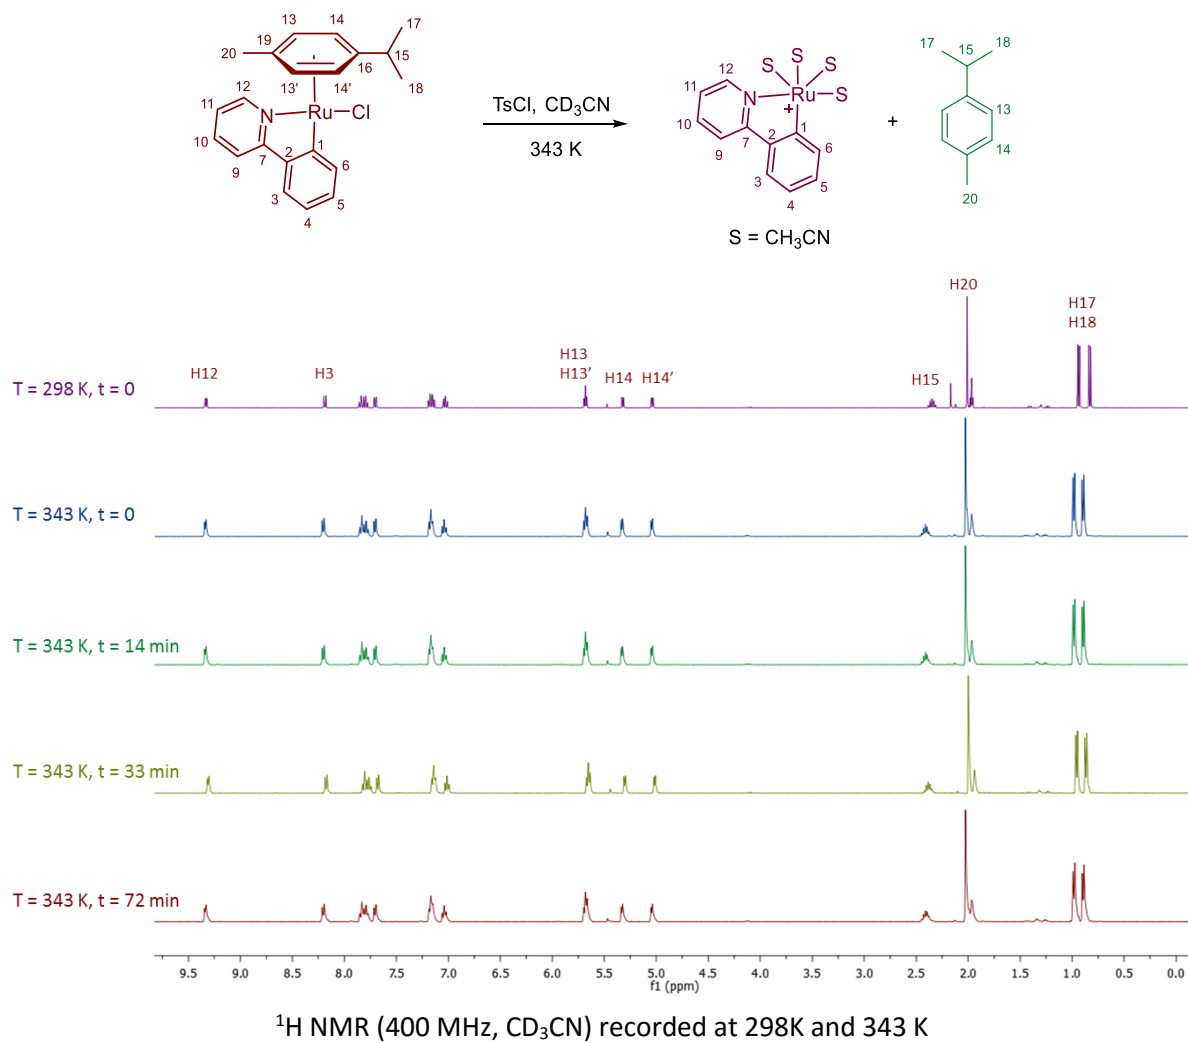 13
14
17
20
19
15
16
18
12
13'
14'
11
Ru
Cl
N
10
7
2
1
9
6
3
5
4
TsCl, CD₃CN
343 K
S
S
S
12
11
N
Ru
S
+
10
7
2
1
9
6
3
5
4
S = CH₃CN
+
17
18
15
13
14
20
H20
H17
H18
H13
H12
H3
H13’
H14
H14’
H15
T = 298 K, t = 0
T = 343 K, t = 0
T = 343 K, t = 14 min
T = 343 K, t = 33 min
T = 343 K, t = 72 min
9.5 9.0 8.5 8.0 7.5 7.0 6.5 6.0 5.5 5.0 4.5 4.0 3.5 3.0 2.5 2.0 1.5 1.0 0.5 0.0
f1 (ppm)
¹H NMR (400 MHz, CD₃CN) recorded at 298K and 343 K